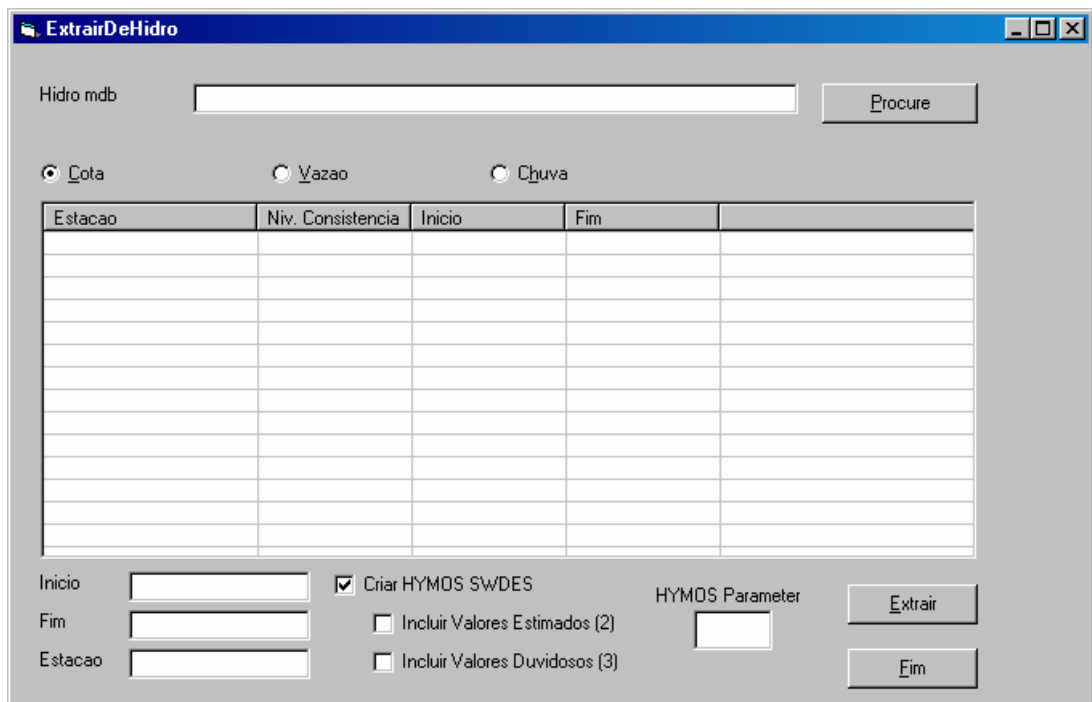 ExtrairDeHidro
Hidro mdb
Procure
Cota Vazao Chuva
Estacao Niv. Consistencia Inicio Fim
Inicio
Criar HYMOS SWDES
HYMOS Parameter
Extrair
Fim
Incluir Valores Estimados (2)
Estacao
Incluir Valores Duvidosos (3)
Fim